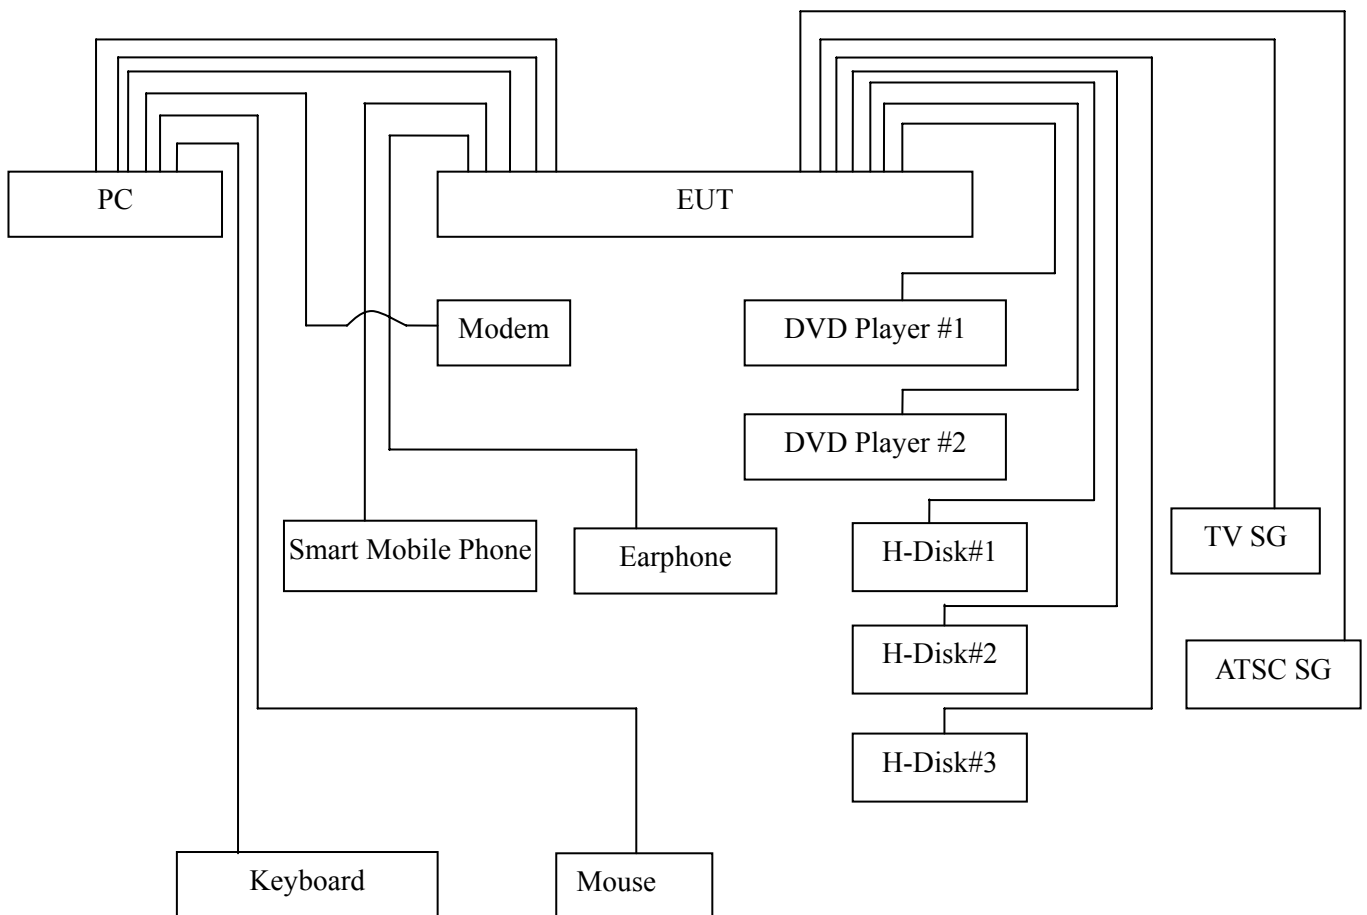 PC
EUT
Modem
DVD Player #1
DVD Player #2
Smart Mobile Phone
Earphone
H-Disk#1
TV SG
H-Disk#2
ATSC SG
H-Disk#3
Keyboard
Mouse